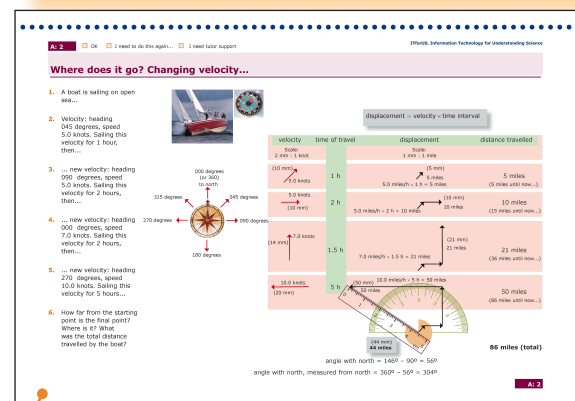 A: 2 OK I need to do this again... I need tutor support
ITforUS, Information Technology for Understanding Science
Where does it go? Changing velocity...
1. A boat is sailing on open
sea...
2. Velocity: heading
045 degrees, speed
5.0 knots. Sailing this
velocity for 1 hour,
then...
3. ... new velocity: heading
090 degrees, speed
5.0 knots. Sailing this
velocity for 2 hours,
then...
4. ... new velocity: heading
000 degrees, speed
7.0 knots. Sailing this
velocity for 2 hours,
then...
5. ... new velocity: heading
270 degrees, speed
10.0 knots. Sailing this
velocity for 5 hours...
6. How far from the starting
point is the final point?
Where is it? What
was the total distance
travelled by the boat?
000 degrees
(or 360)
to north
315 degrees
045 degrees
270 degrees
090 degrees
180 degrees
displacement = velocity × time interval
velocity time of travel displacement distance travelled
Scale:
2 mm : 1 knot
Scale:
1 mm : 1 mile
(10 mm)
5.0 knots
1 h
(5 mm)
5 miles
5.0 miles/h × 1 h = 5 miles
5 miles
(5 miles until now...)
5.0 knots
(10 mm)
2 h
(10 mm)
10 miles
5.0 miles/h × 2 h = 10 miles
10 miles
(15 miles until now...)
7.0 knots
(14 mm)
1.5 h
(21 mm)
21 miles
7.0 miles/h × 1.5 h = 21 miles
21 miles
(36 miles until now...)
10.0 knots
(20 mm)
5 h
(50 mm)
50 miles
10.0 miles/h × 5 h = 50 miles
50 miles
(86 miles until now...)
(44 mm)
44 miles
86 miles (total)
angle with north = 146º − 90º = 56º
angle with north, measured from north = 360º − 56º = 304º
A: 2